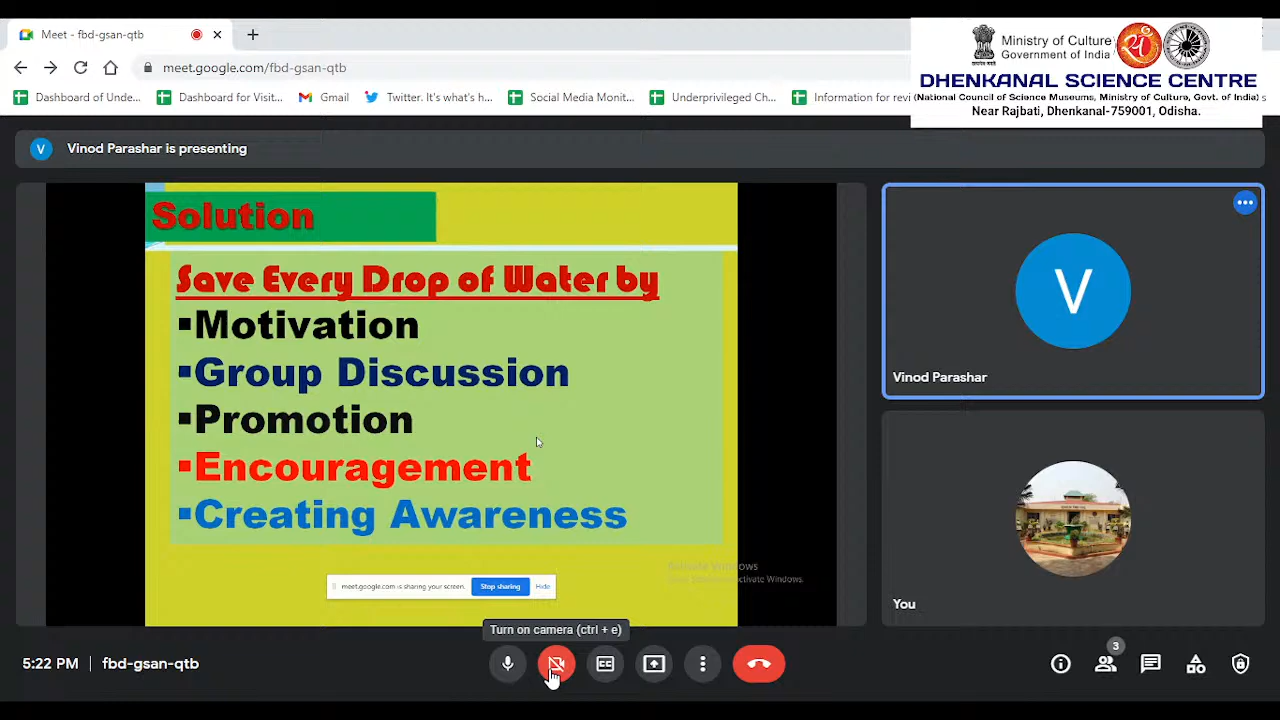 Meet - fbd-gsan-qtb
meet.google.com/fbd-gsan-qtb
Dashboard of Unde...
Dashboard for Visit...
Gmail
Twitter. It's what's h...
Social Media Monit...
Underprivileged Ch...
Information for revi
Ministry of Culture
Government of India
DHENKANAL SCIENCE CENTRE
(National Council of Science Museums, Ministry of Culture, Govt. of India)
Near Rajbati, Dhenkanal-759001, Odisha.
V
Vinod Parashar is presenting
Solution
Save Every Drop of Water by
▪Motivation
▪Group Discussion
▪Promotion
▪Encouragement
▪Creating Awareness
Activate Windows
meet.google.com is sharing your screen.
Stop sharing
Hide
V
Vinod Parashar
You
Turn on camera (ctrl + e)
5:22 PM | fbd-gsan-qtb
CC
3